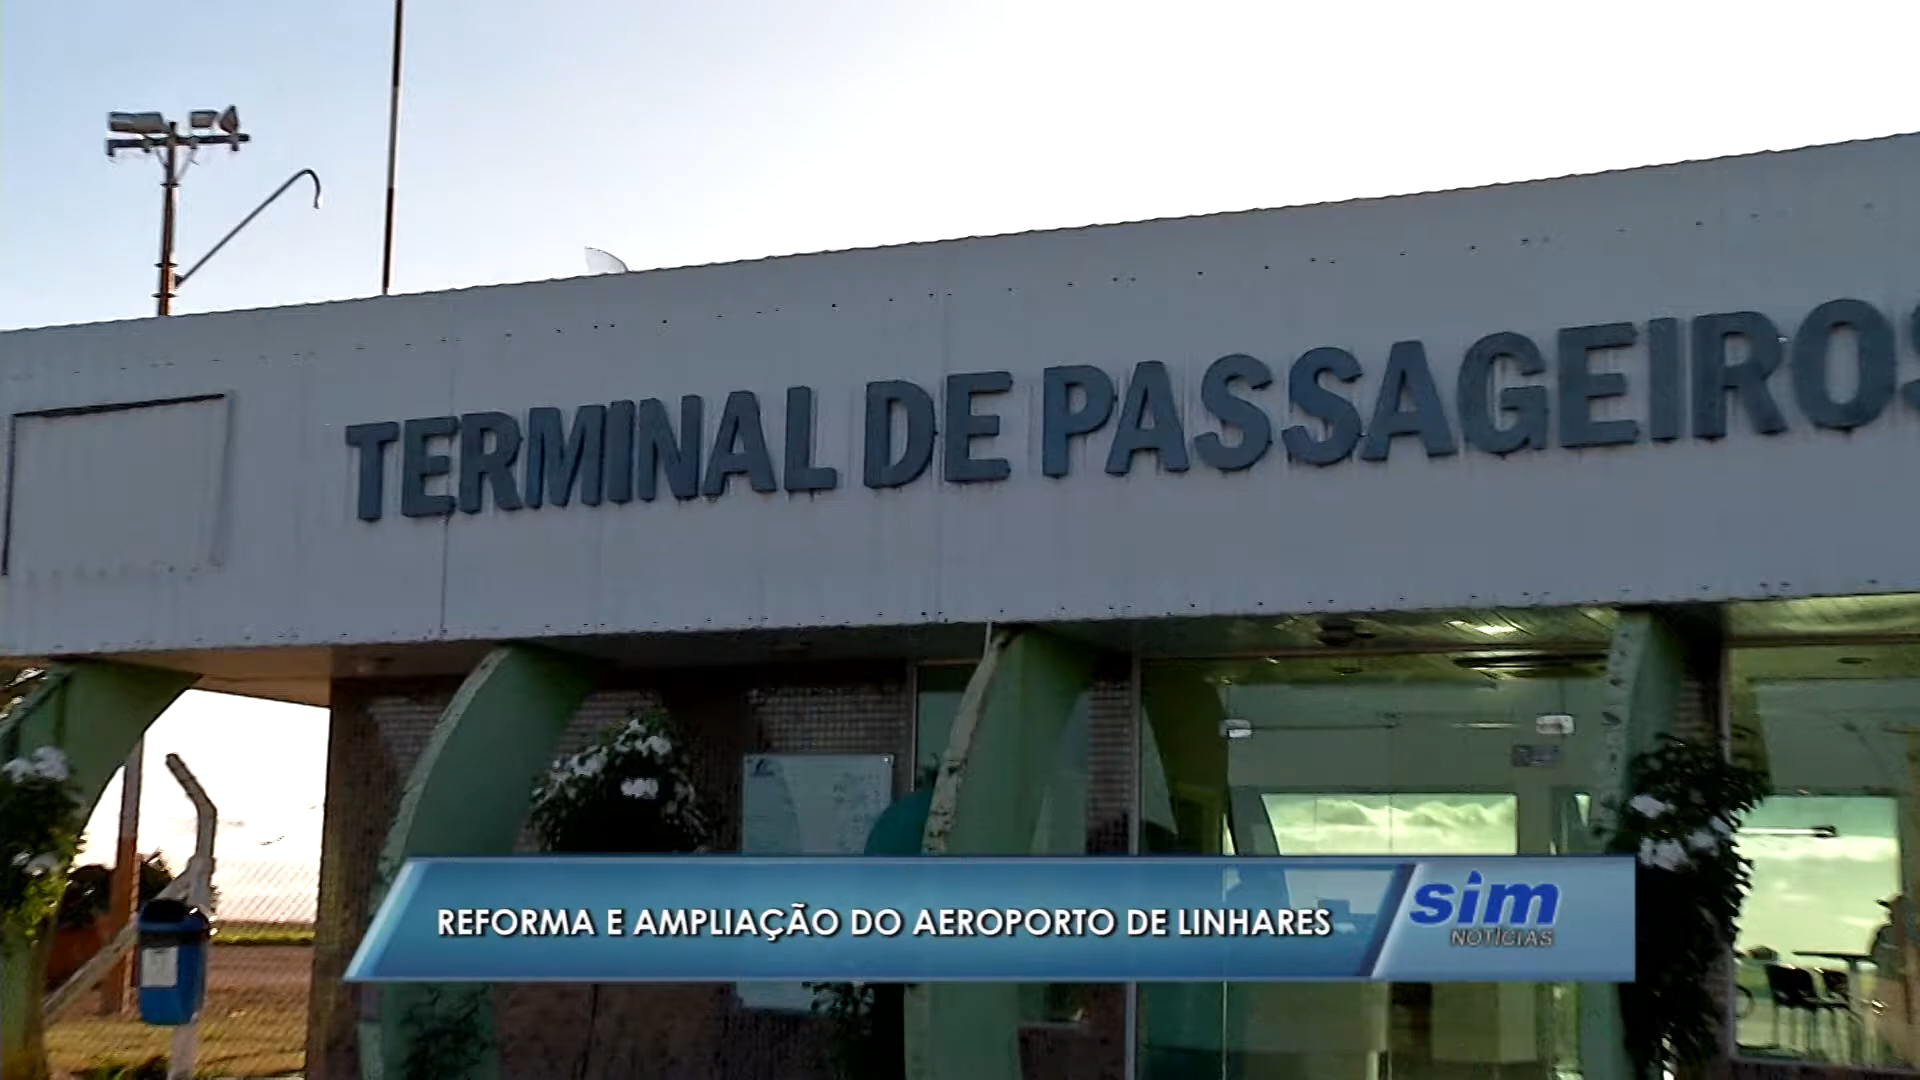 TERMINAL DE PASSAGEIROS
REFORMA E AMPLIAÇÃO DO AEROPORTO DE LINHARES
sim
NOTÍCIAS